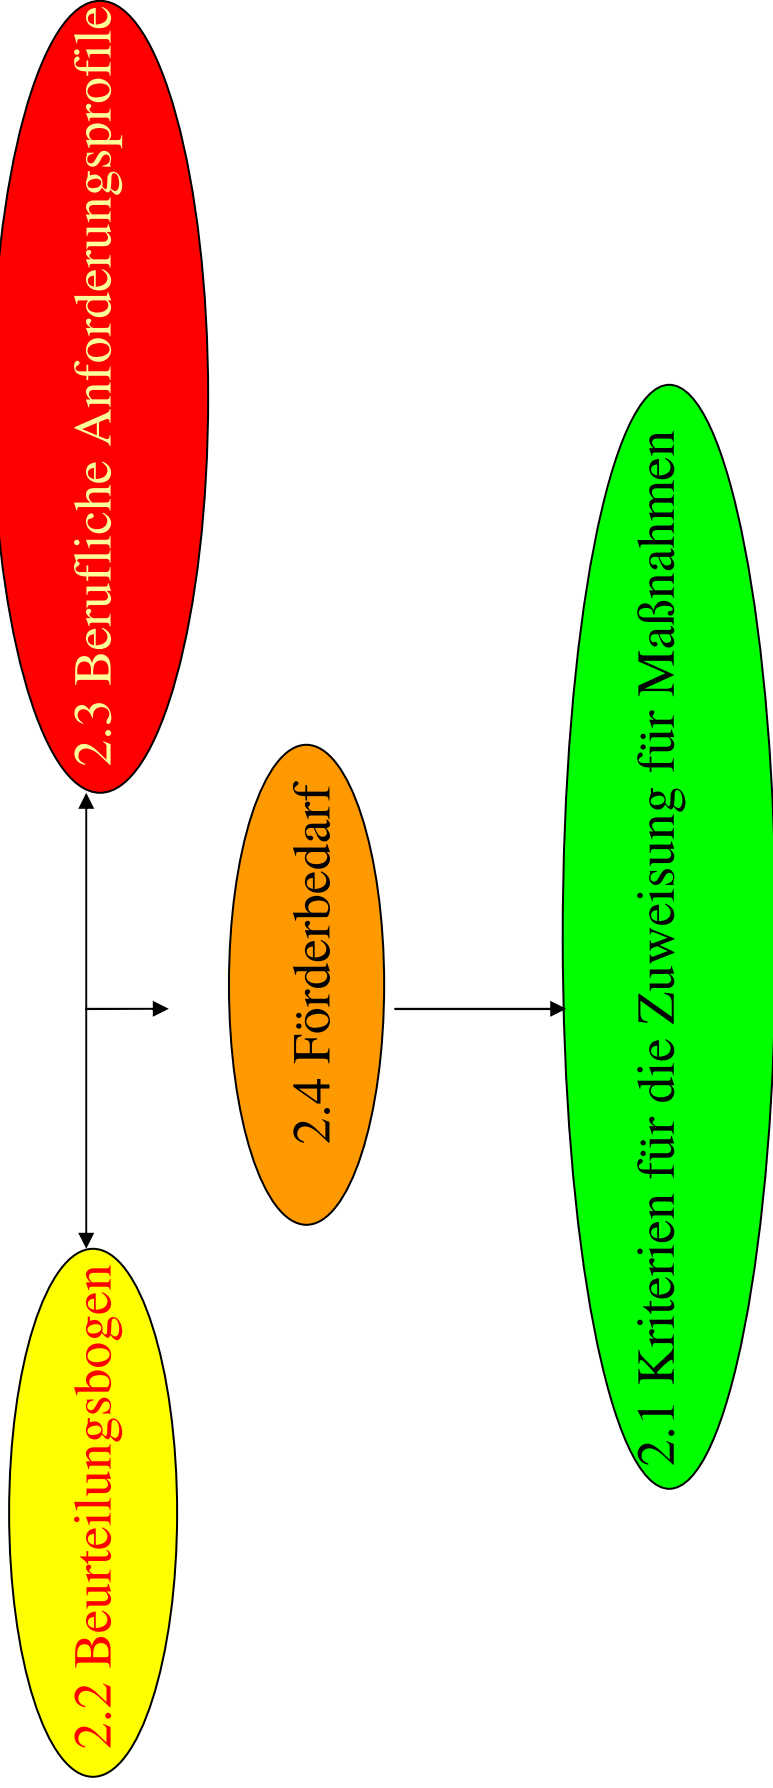 2.2 Beurteilungsbogen
2.3 Berufliche Anforderungsprofile
2.4 Förderbedarf
2.1 Kriterien für die Zuweisung für Maßnahmen